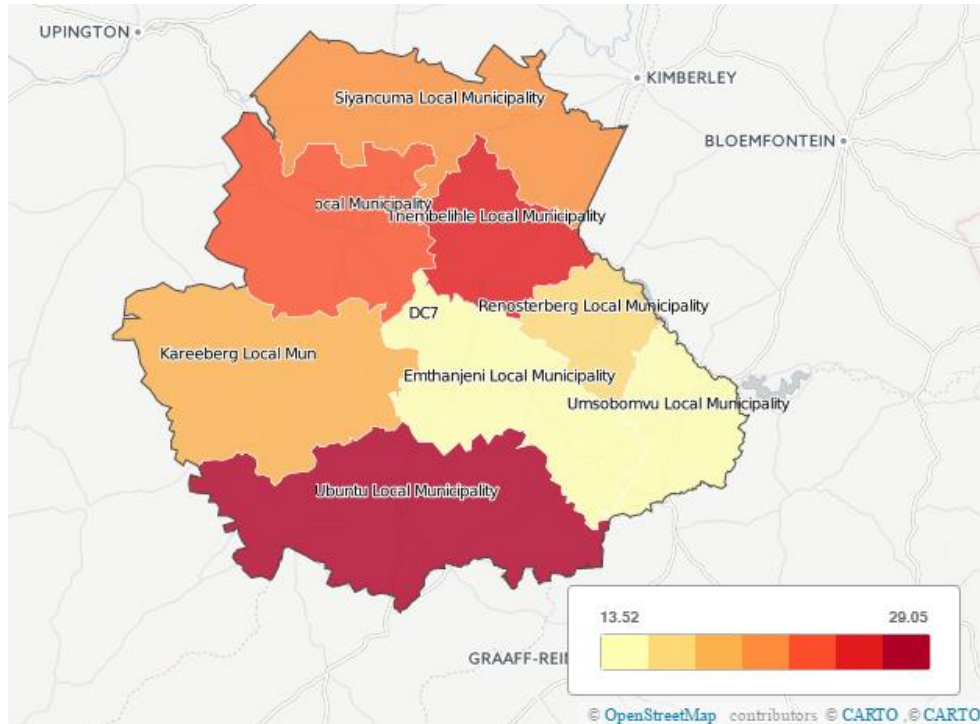 UPINGTON
KIMBERLEY
Siyancuma Local Municipality
BLOEMFONTEIN
ocal Municipality
Thembelihle Local Municipality
Renosterberg Local Municipality
DC7
Kareeberg Local Mun
Emthanjeni Local Municipality
Umsobomvu Local Municipality
Ubuntu Local Municipality
13.52 29.05
GRAAFF-REIN
© OpenStreetMap contributors © CARTO , © CARTO